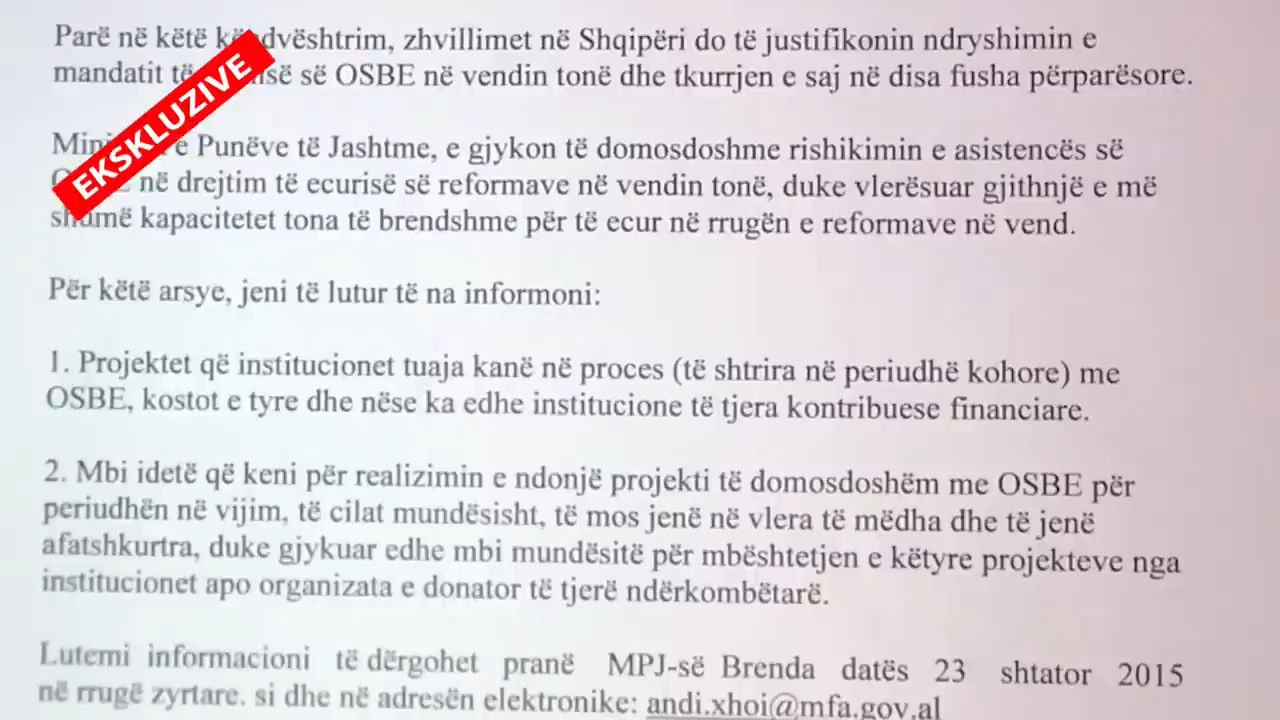 Parë në këtë këndvështrim, zhvillimet në Shqipëri do të justifikonin ndryshimin e
mandatit të së së OSBE në vendin tonë dhe tkurrjen e saj në disa fusha përparësore.
EKSKLUZIVE
e Punëve të Jashtme, e gjykon të domosdoshme rishikimin e asistencës së
në drejtim të ecurisë së reformave në vendin tonë, duke vlerësuar gjithnjë e më
shumë kapacitetet tona të brendshme për të ecur në rrugën e reformave në vend.
Për këtë arsye, jeni të lutur të na informoni:
1. Projektet që institucionet tuaja kanë në proces (të shtrira në periudhë kohore) me
OSBE, kostot e tyre dhe nëse ka edhe institucione të tjera kontribuese financiare.
2. Mbi idetë që keni për realizimin e ndonjë projekti të domosdoshëm me OSBE për
periudhën në vijim, të cilat mundësisht, të mos jenë në vlera të mëdha dhe të jenë
afatshkurtra, duke gjykuar edhe mbi mundësitë për mbështetjen e këtyre projekteve nga
institucionet apo organizata e donator të tjerë ndërkombëtarë.
Lutemi informacioni të dërgohet pranë MPJ-së Brenda datës 23 shtator 2015
në rrugë zyrtare. si dhe në adresën elektronike: andi.xhoi@mfa.gov.al